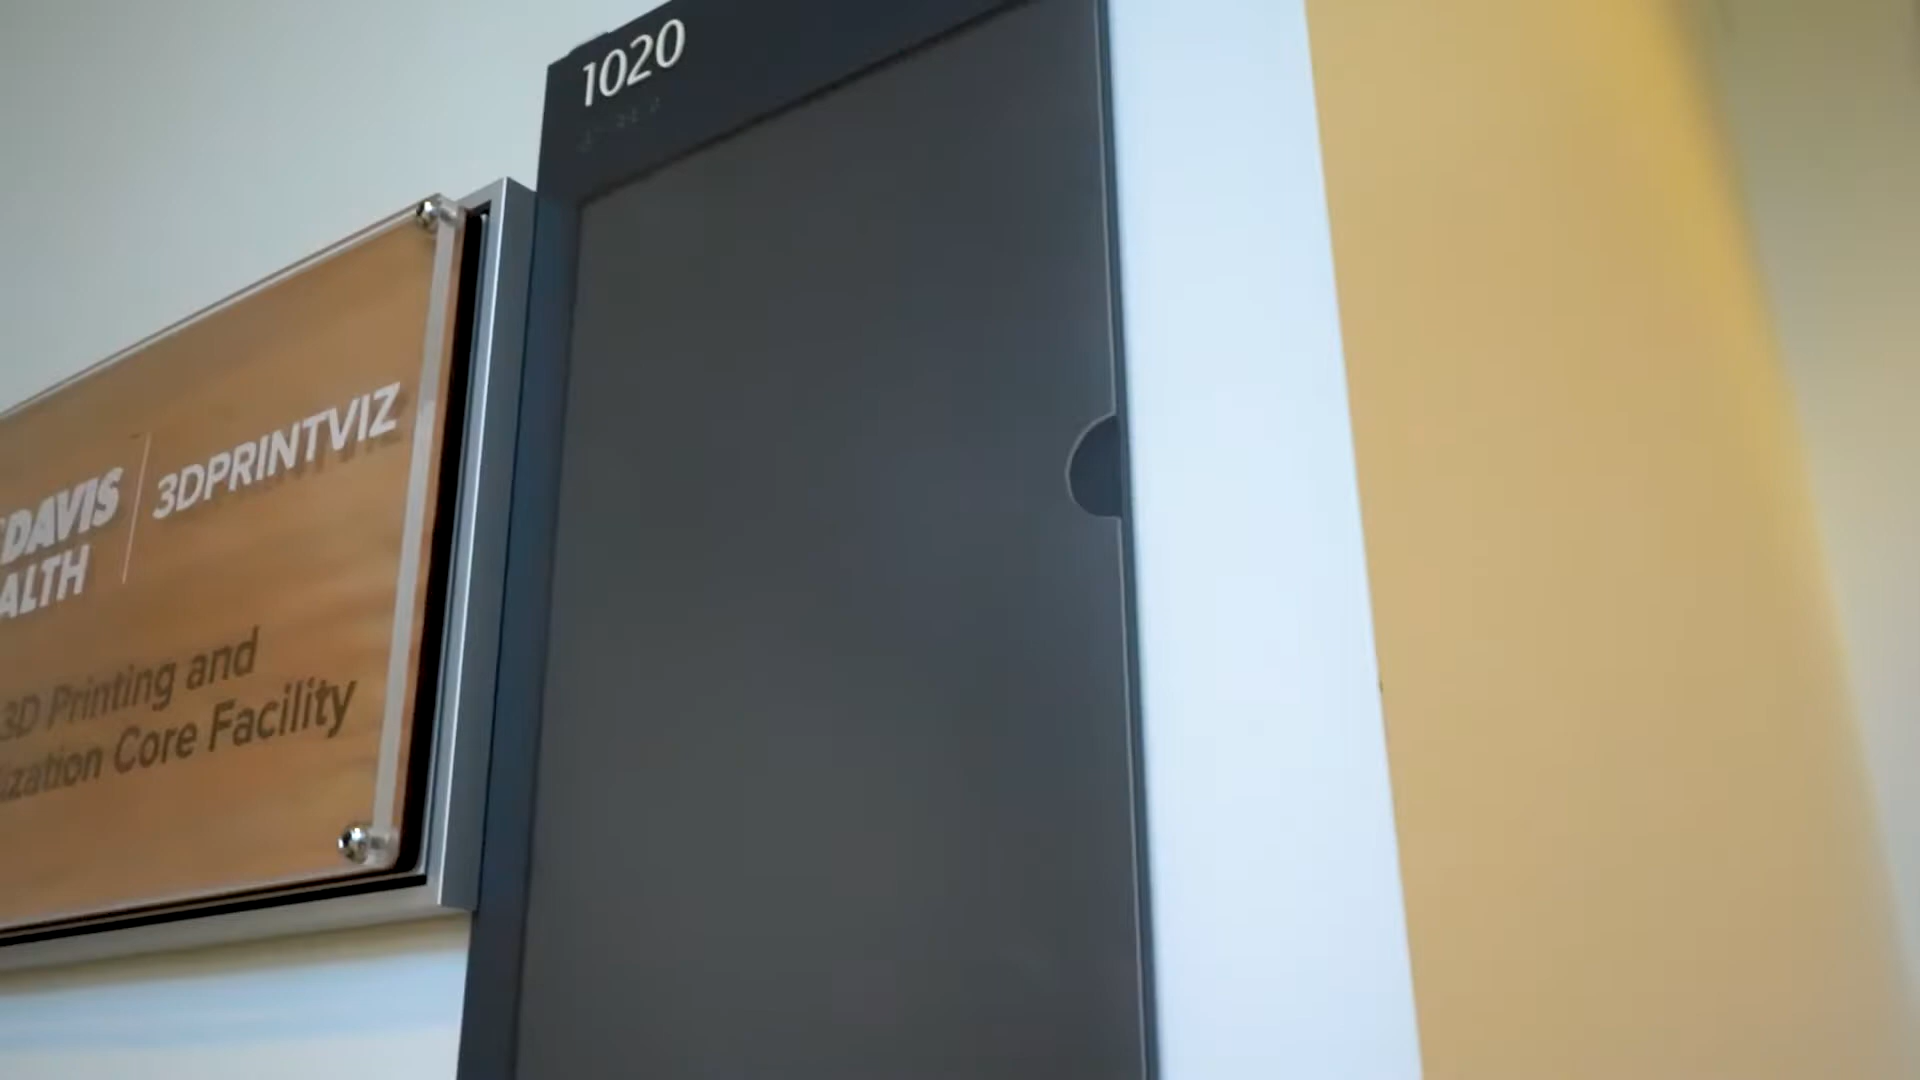 1020
DAVIS | 3DPRINTVIZ
ALTH
3D Printing and
ization Core Facility